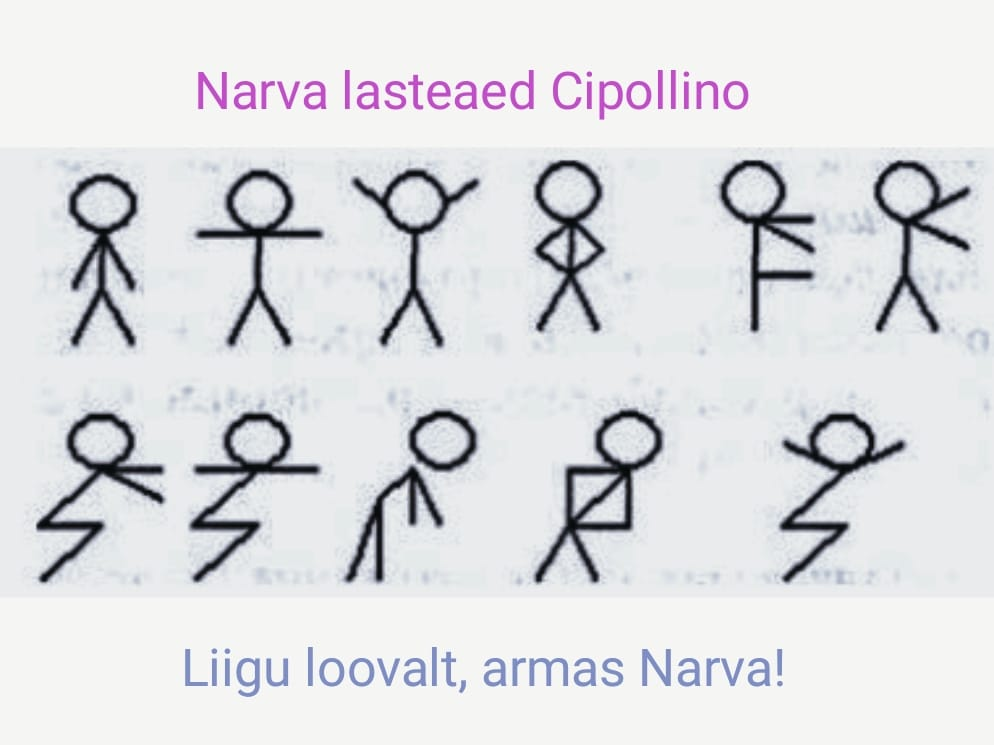 Narva lasteaed Cipollino
Liigu loovalt, armas Narva!